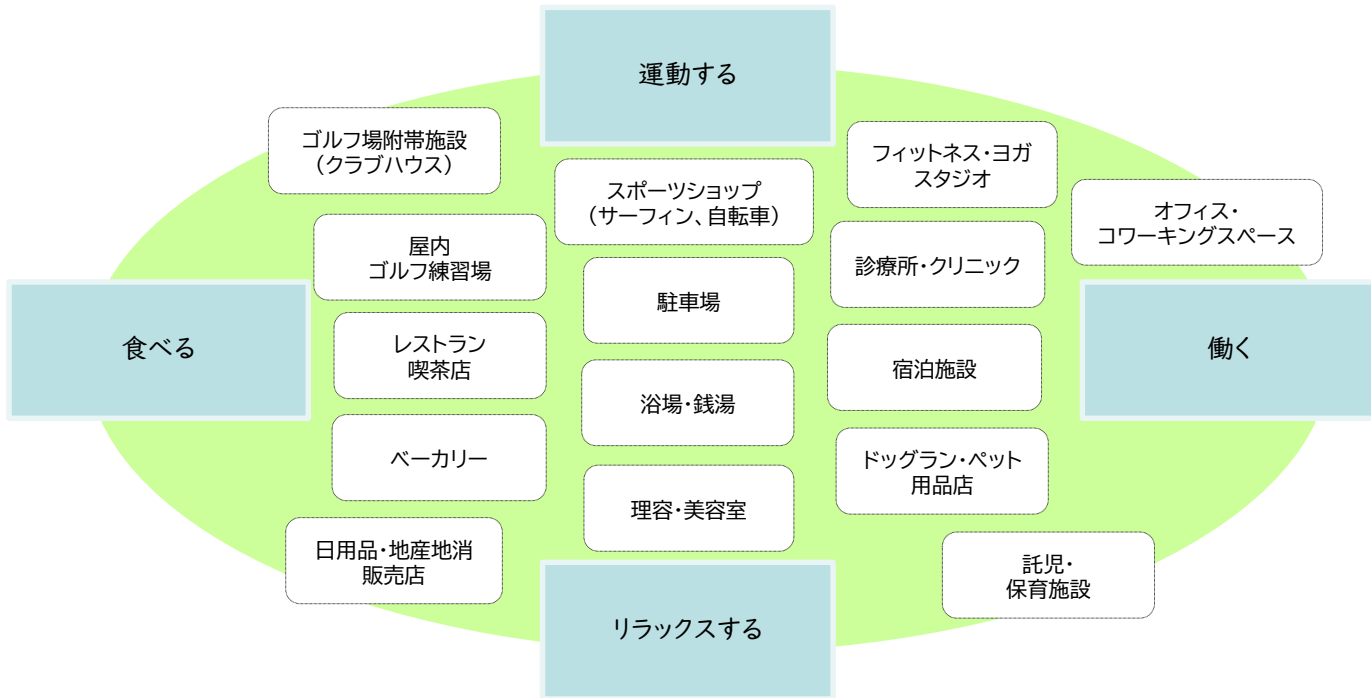 運動する
ゴルフ場附帯施設
（クラブハウス）
スポーツショップ
（サーフィン、自転車）
フィットネス・ヨガ
スタジオ
オフィス・
コワーキングスペース
屋内
ゴルフ練習場
駐車場
診療所・クリニック
食べる
レストラン
喫茶店
浴場・銭湯
宿泊施設
働く
ベーカリー
理容・美容室
ドッグラン・ペット
用品店
日用品・地産地消
販売店
リラックスする
託児・
保育施設